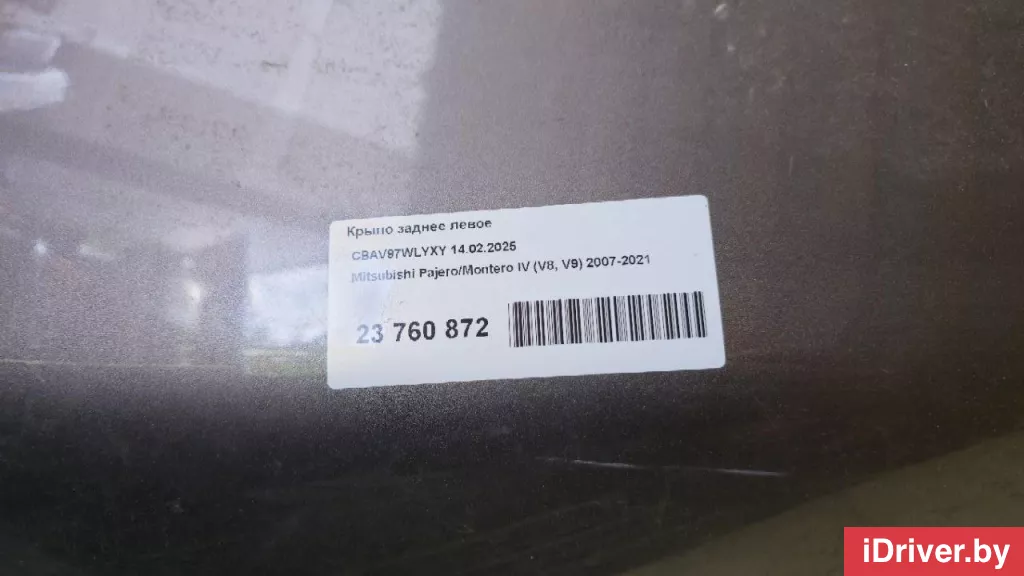 Крыло заднее левое
CBAV97WLYXY 14.02.2025
Mitsubishi Pajero/Montero IV (V8, V9) 2007-2021
23 760 872
iDriver.by